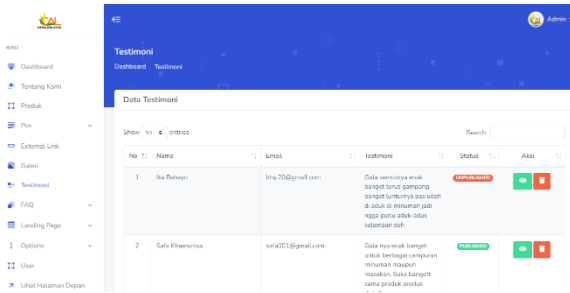 CAL
Admin
MENU
Testimoni
Dashboard
Dashboard Testimoni
Tentang Kami
Data Testimoni
Produk
Pos
Show 10 entries
Search:
External Link
No Nama Email Testimoni Status Aksi
Galeri
1 Ika Rahayu
Gula semutnya enak
UNPUBLISHED
Testimoni
banget terus gampang
banget larutnya pas udah
FAQ
di aduk di minuman jadi
ngga perlu aduk-aduk
Landing Page
kelamaan deh
Options
2 Safa Khaerunisa safa001@gmail.com Gula nya enak banget PUBLISHED
untuk berbagai campuran
User
minuman maupun
masakan. Suka bangett
Lihat Halaman Depan
sama produk produk